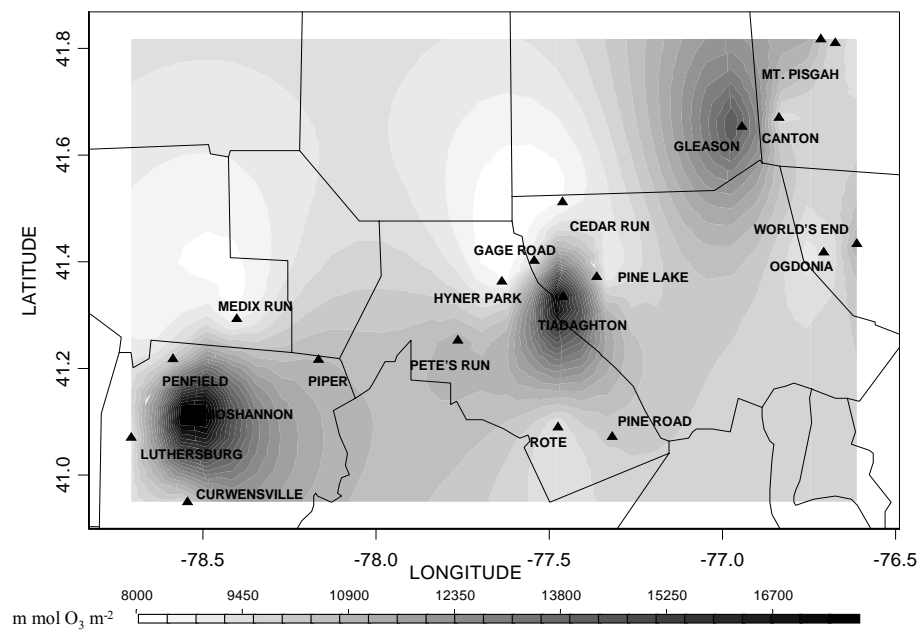 41.8
MT. PISGAH
GLEASON
CANTON
41.6
CEDAR RUN
WORLD'S END
GAGE ROAD
OGDONIA
41.4
PINE LAKE
HYNER PARK
LATITUDE
MEDIX RUN
TIADAGHTON
41.2
PETE'S RUN
PENFIELD
PIPER
MOSHANNON
PINE ROAD
ROTE
LUTHERSBURG
41.0
CURWENSVILLE
-78.5 -78.0 -77.5 -77.0 -76.5
LONGITUDE
8000 9450 10900 12350 13800 15250 16700
m mol O3 m-2